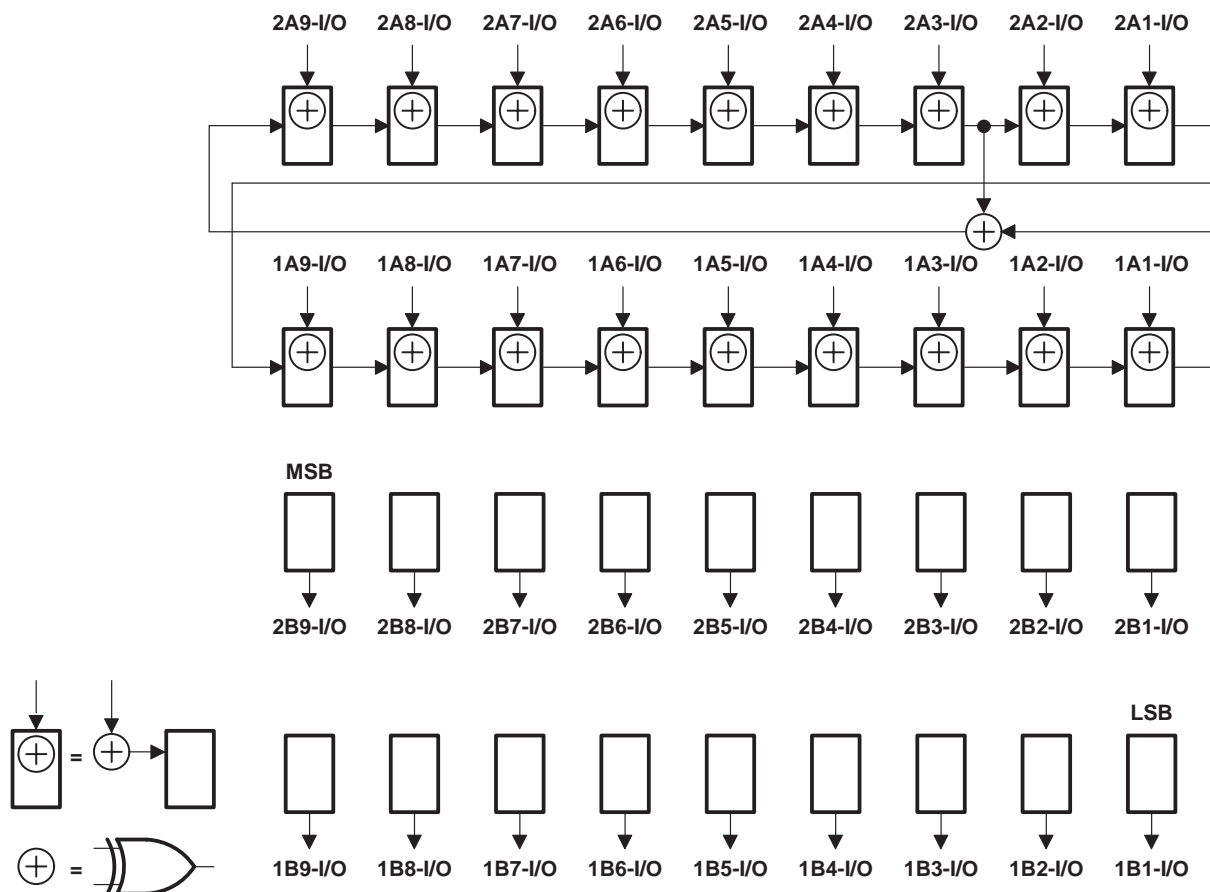 2A9-I/O 2A8-I/O 2A7-I/O 2A6-I/O 2A5-I/O 2A4-I/O 2A3-I/O 2A2-I/O 2A1-I/O
1A9-I/O 1A8-I/O 1A7-I/O 1A6-I/O 1A5-I/O 1A4-I/O 1A3-I/O 1A2-I/O 1A1-I/O
MSB
2B9-I/O 2B8-I/O 2B7-I/O 2B6-I/O 2B5-I/O 2B4-I/O 2B3-I/O 2B2-I/O 2B1-I/O
LSB
=
=
1B9-I/O 1B8-I/O 1B7-I/O 1B6-I/O 1B5-I/O 1B4-I/O 1B3-I/O 1B2-I/O 1B1-I/O